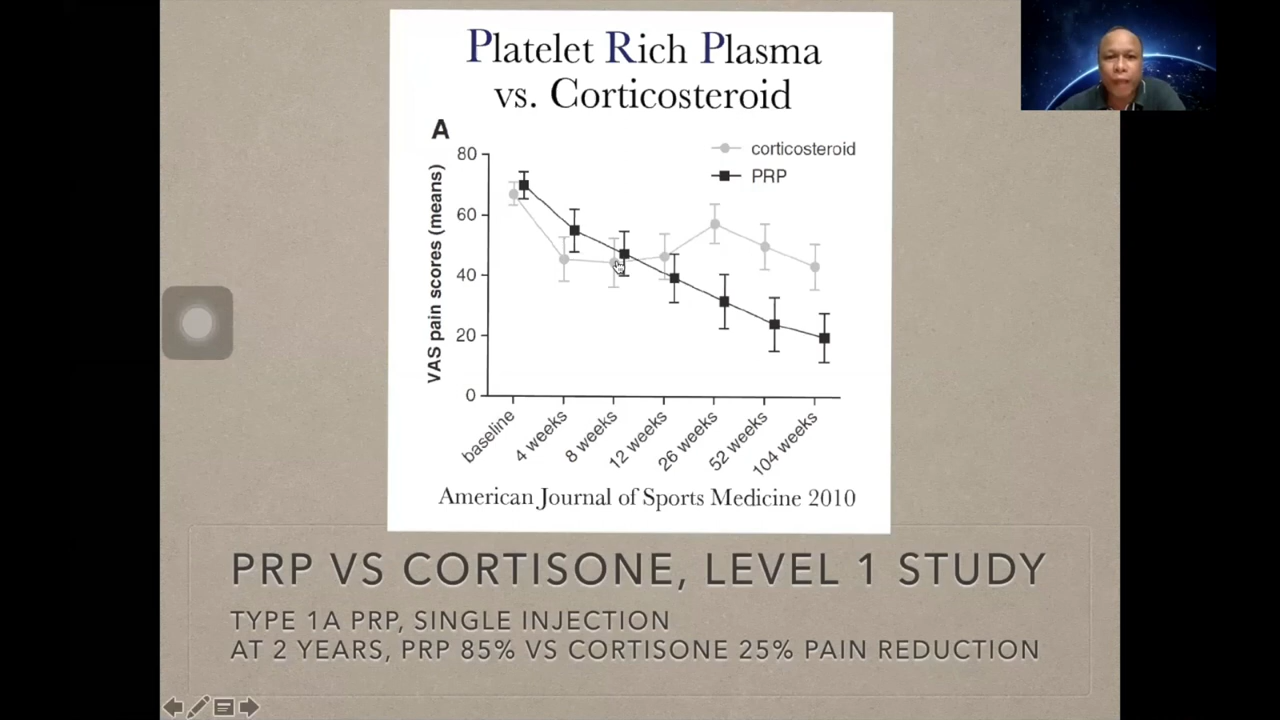 Platelet Rich Plasma
vs. Corticosteroid
A
corticosteroid
PRP
VAS pain scores (means)
80
60
40
20
0
baseline
4 weeks
8 weeks
12 weeks
26 weeks
52 weeks
104 weeks
American Journal of Sports Medicine 2010
PRP VS CORTISONE, LEVEL 1 STUDY
TYPE 1A PRP, SINGLE INJECTION
AT 2 YEARS, PRP 85% VS CORTISONE 25% PAIN REDUCTION